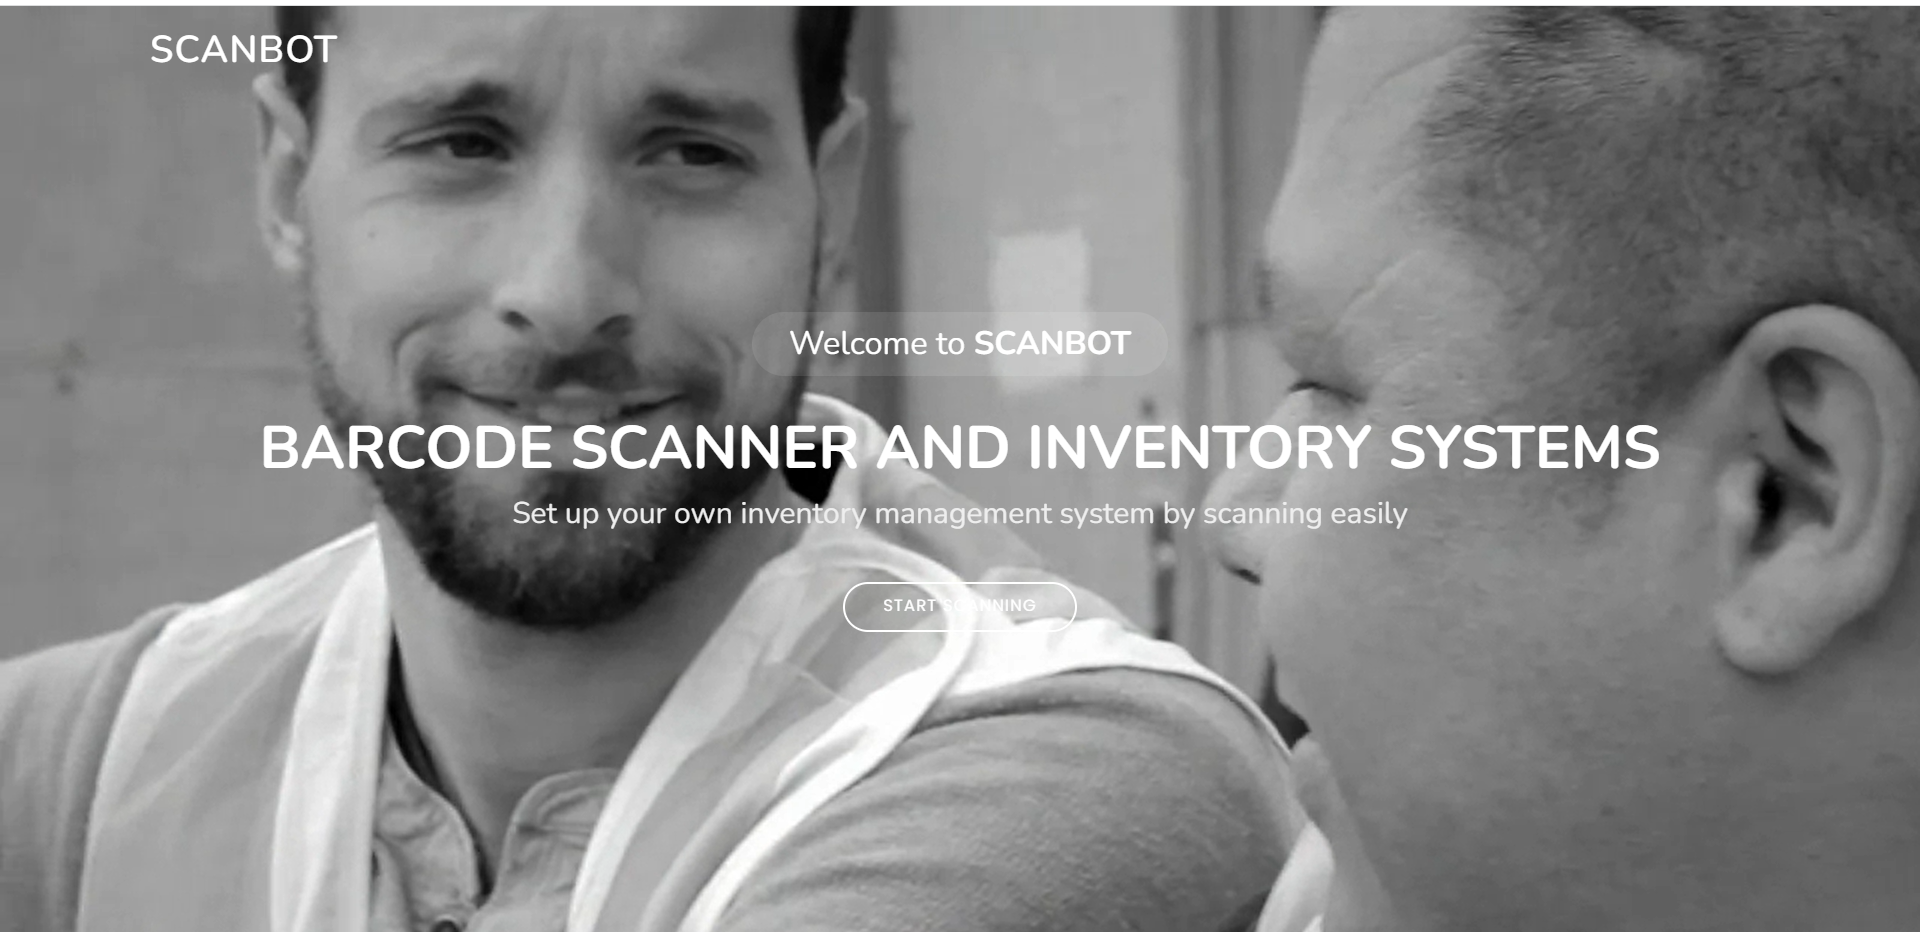 SCANBOT
Welcome to SCANBOT
BARCODE SCANNER AND INVENTORY SYSTEMS
Set up your own inventory management system by scanning easily
START SCANNING